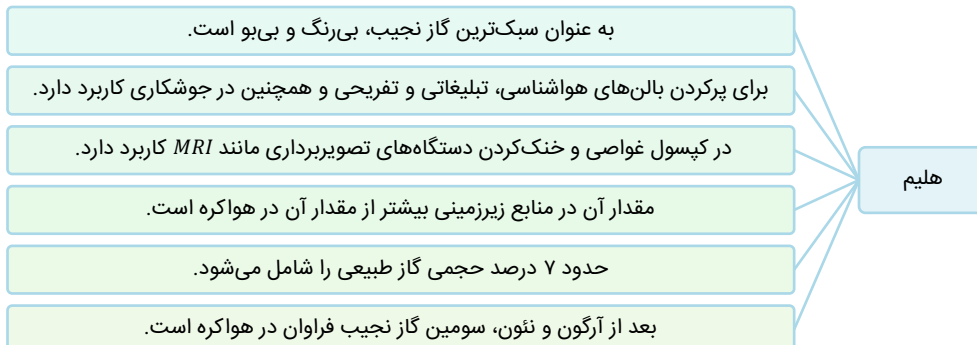 هلیم
به عنوان سبک‌ترین گاز نجیب، بی‌رنگ و بی‌بو است.
برای پرکردن بالن‌های هواشناسی، تبلیغاتی و تفریحی و همچنین در جوشکاری کاربرد دارد.
در کپسول غواصی و خنک‌کردن دستگاه‌های تصویربرداری مانند MRI کاربرد دارد.
مقدار آن در منابع زیرزمینی بیشتر از مقدار آن در هواکره است.
حدود ۷ درصد حجمی گاز طبیعی را شامل می‌شود.
بعد از آرگون و نئون، سومین گاز نجیب فراوان در هواکره است.